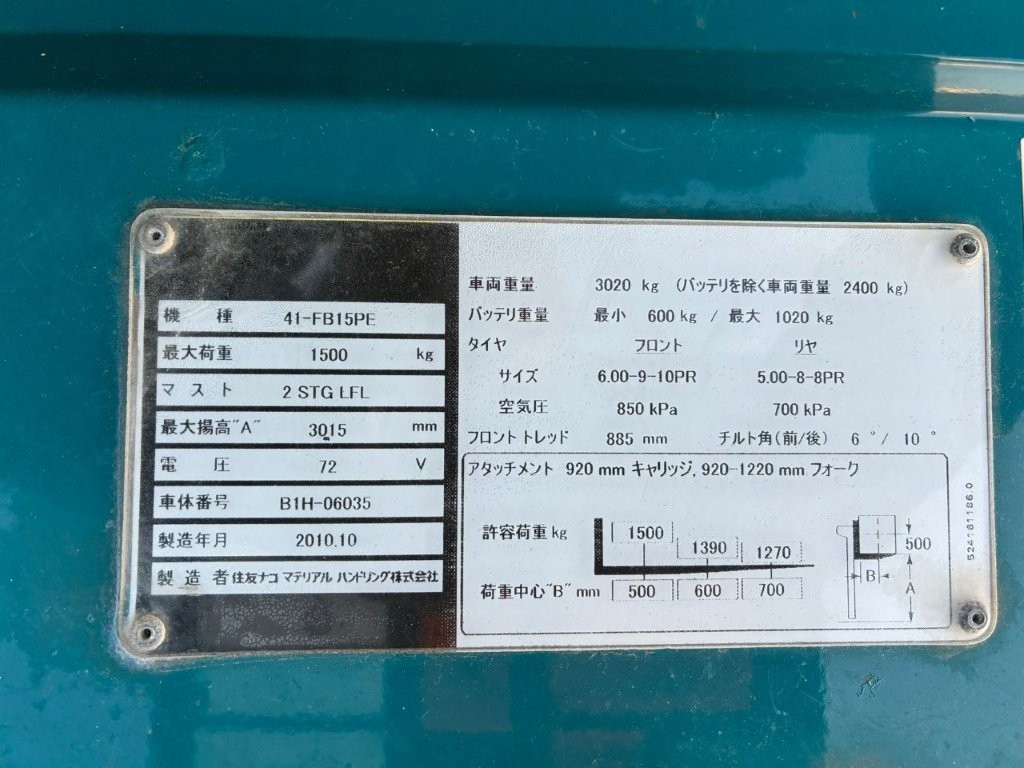 機 種 41-FB15PE
最大荷重 1500 kg
マ ス ト 2 STG LFL
最大揚高"A" 3015 mm
電 圧 72 V
車体番号 B1H-06035
製造年月 2010.10
製 造 者 住友ナコ マテリアル ハンドリング株式会社
車両重量 3020 kg (バッテリを除く車両重量 2400 kg)
バッテリ重量 最小 600 kg / 最大 1020 kg
タイヤ フロント リヤ
サイズ 6.00-9-10PR 5.00-8-8PR
空気圧 850 kPa 700 kPa
フロント トレッド 885 mm チルト角(前/後) 6 °/ 10 °
アタッチメント 920 mm キャリッジ, 920-1220 mm フォーク
許容荷重 kg 1500 1390 1270
荷重中心"B" mm 500 600 700
500
B
A
524161186.0